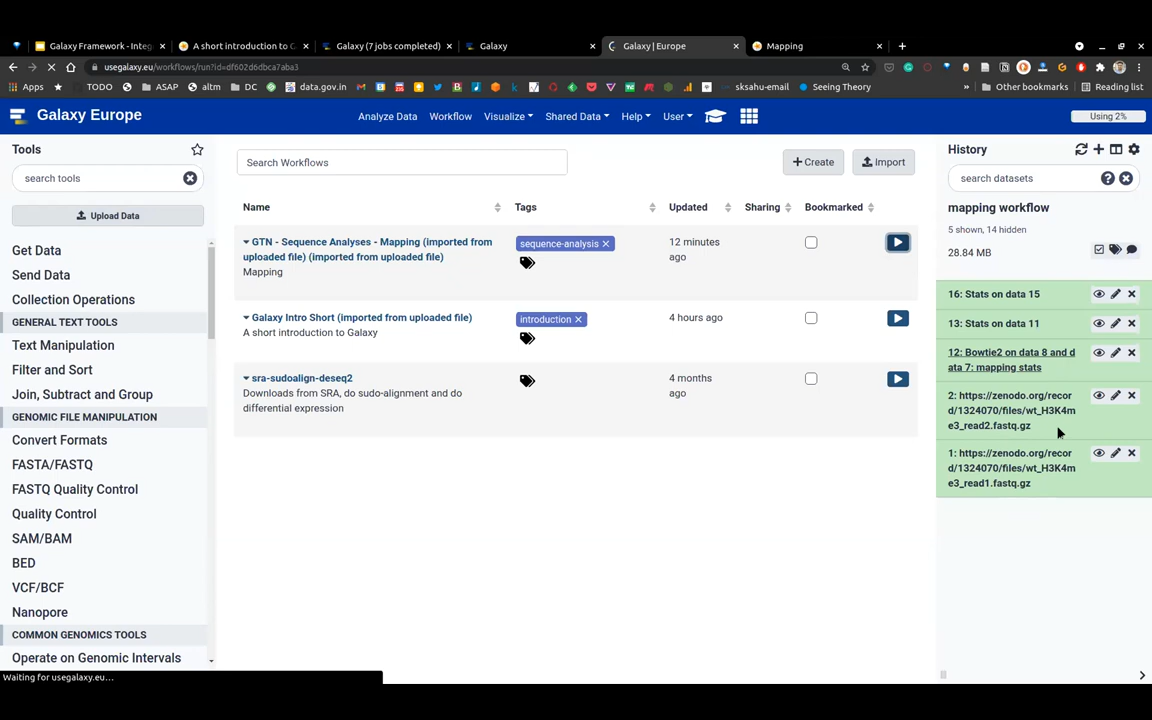 Galaxy Framework - Integ
A short introduction to G
Galaxy (7 jobs completed)
Galaxy
Galaxy | Europe
Mapping
usegalaxy.eu/workflows/run?id=df602d6dbca7aba3
Apps
TODO
ASAP
altm
DC
data.gov.in
sksahu-email
Seeing Theory
Other bookmarks
Reading list
Galaxy Europe
Analyze Data
Workflow
Visualize
Shared Data
Help
User
Using 2%
Tools
search tools
Upload Data
Get Data
Send Data
Collection Operations
GENERAL TEXT TOOLS
Text Manipulation
Filter and Sort
Join, Subtract and Group
GENOMIC FILE MANIPULATION
Convert Formats
FASTA/FASTQ
FASTQ Quality Control
Quality Control
SAM/BAM
BED
VCF/BCF
Nanopore
COMMON GENOMICS TOOLS
Operate on Genomic Intervals
Waiting for usegalaxy.eu...
Search Workflows
Create
Import
Name
Tags
Updated
Sharing
Bookmarked
GTN - Sequence Analyses - Mapping (imported from
uploaded file) (imported from uploaded file)
Mapping
sequence-analysis
12 minutes
ago
Galaxy Intro Short (imported from uploaded file)
A short introduction to Galaxy
introduction
4 hours ago
sra-sudoalign-deseq2
Downloads from SRA, do sudo-alignment and do
differential expression
4 months
ago
History
search datasets
mapping workflow
5 shown, 14 hidden
28.84 MB
16: Stats on data 15
13: Stats on data 11
12: Bowtie2 on data 8 and d
ata 7: mapping stats
2: https://zenodo.org/recor
d/1324070/files/wt_H3K4m
e3_read2.fastq.gz
1: https://zenodo.org/recor
d/1324070/files/wt_H3K4m
e3_read1.fastq.gz